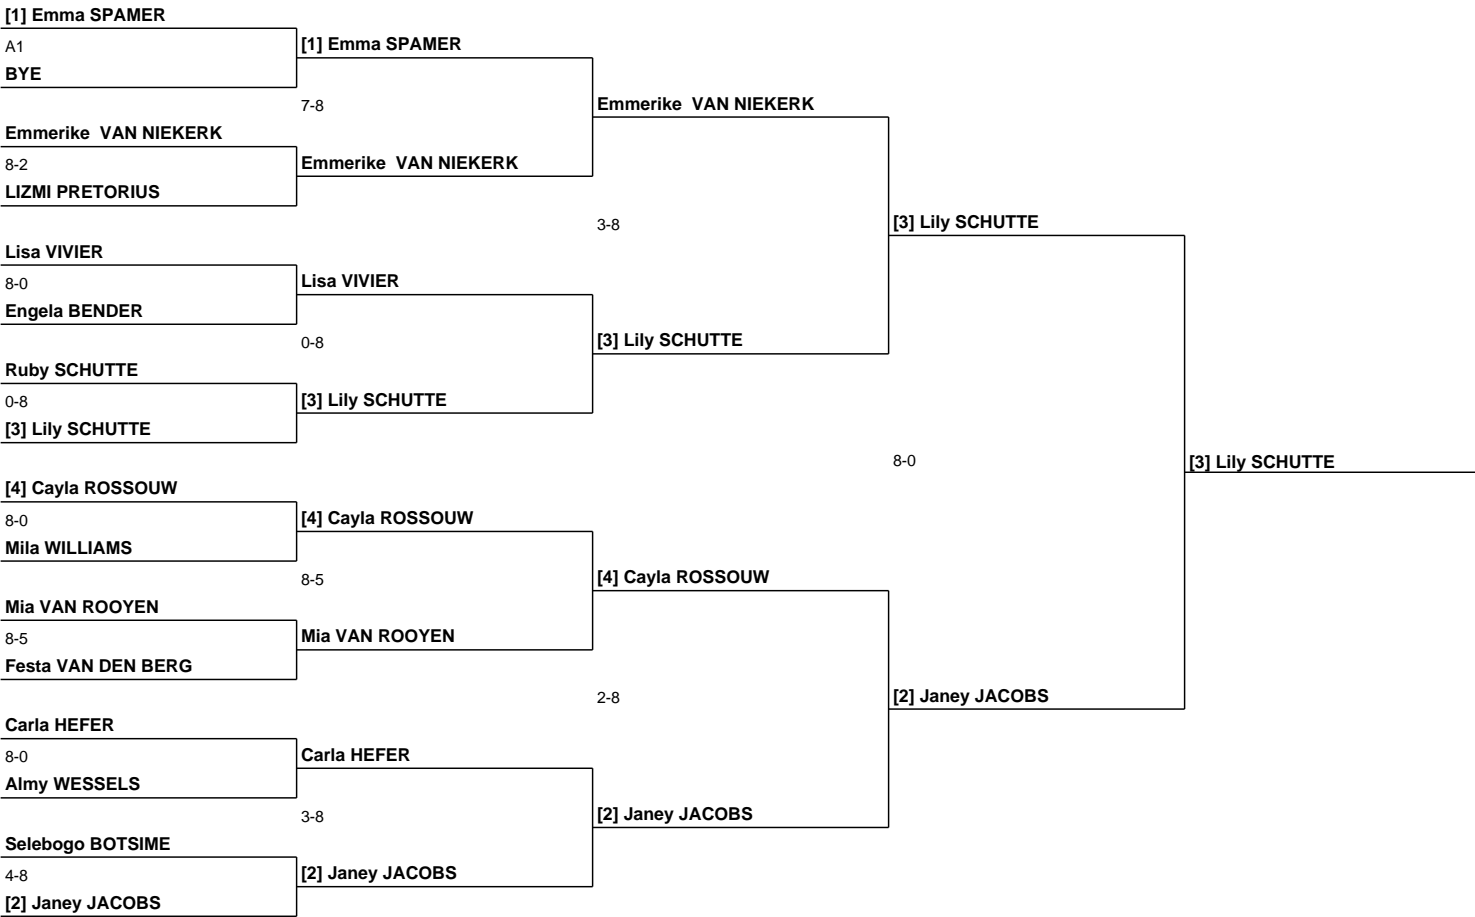 [1] Emma SPAMER
A1
BYE
Emmerike  VAN NIEKERK
8-2
LIZMI PRETORIUS
Lisa VIVIER
8-0
Engela BENDER
Ruby SCHUTTE
0-8
[3] Lily SCHUTTE
[4] Cayla ROSSOUW
8-0
Mila WILLIAMS
Mia VAN ROOYEN
8-5
Festa VAN DEN BERG
Carla HEFER
8-0
Almy WESSELS
Selebogo BOTSIME
4-8
[2] Janey JACOBS
[1] Emma SPAMER
7-8
Emmerike  VAN NIEKERK
Lisa VIVIER
0-8
[3] Lily SCHUTTE
[4] Cayla ROSSOUW
8-5
Mia VAN ROOYEN
Carla HEFER
3-8
[2] Janey JACOBS
Emmerike  VAN NIEKERK
3-8
[3] Lily SCHUTTE
[4] Cayla ROSSOUW
2-8
[2] Janey JACOBS
[3] Lily SCHUTTE
8-0
[2] Janey JACOBS
[3] Lily SCHUTTE